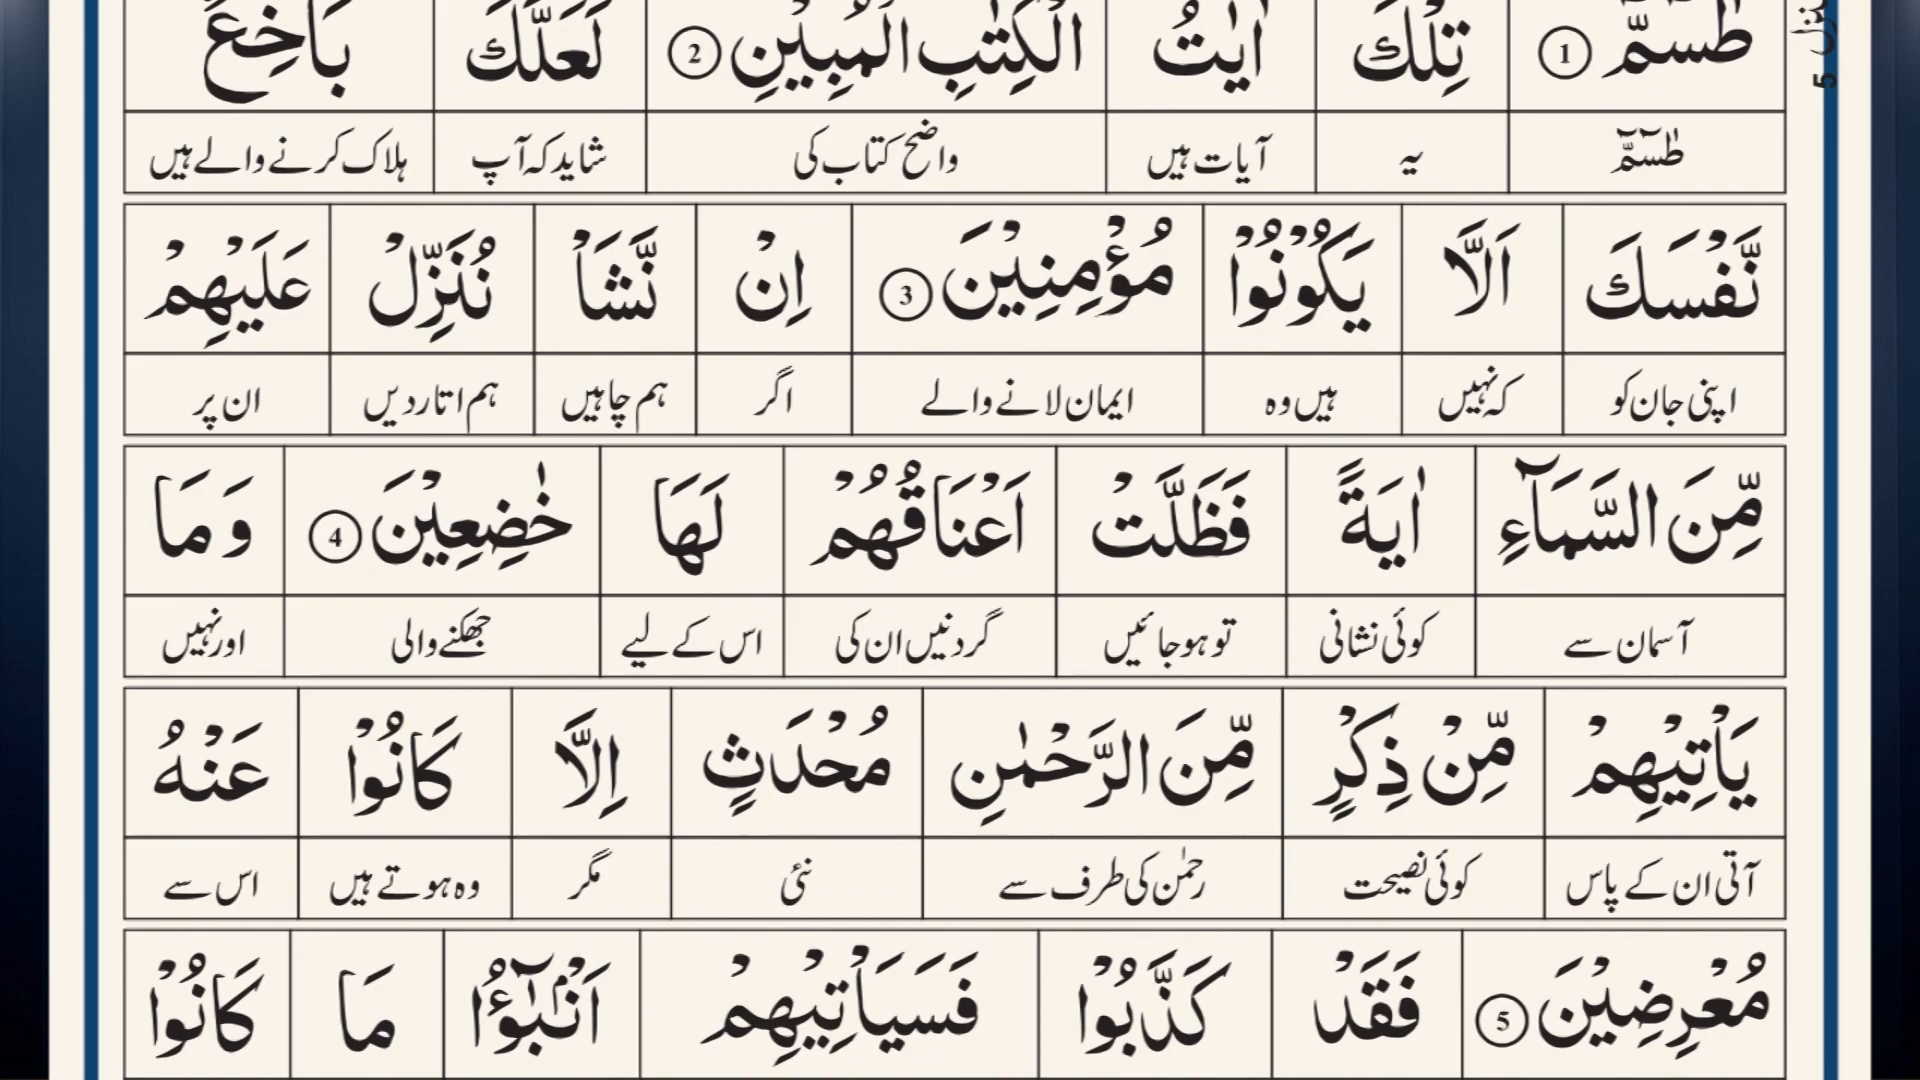 طٰسٓمّٓ 1 تِلْكَ اٰيٰتُ الْكِتٰبِ الْمُبِيْنِ 2 لَعَلَّكَ بَاخِعٌ
طٰسٓمّٓ یہ آیات ہیں واضح کتاب کی شاید کہ آپ ہلاک کرنے والے ہیں
نَّفْسَكَ اَلَّا يَكُوْنُوْا مُؤْمِنِيْنَ 3 اِنْ نَّشَاْ نُنَزِّلْ عَلَيْهِمْ
اپنی جان کو کہ نہیں ہیں وہ ایمان لانے والے اگر ہم چاہیں ہم اتار دیں ان پر
مِّنَ السَّمَآءِ اٰيَةً فَظَلَّتْ اَعْنَاقُهُمْ لَهَا خٰضِعِيْنَ 4 وَ مَا
آسمان سے کوئی نشانی تو ہو جائیں گردنیں ان کی اس کے لیے جھکنے والی اور نہیں
يَاْتِيْهِمْ مِّنْ ذِكْرٍ مِّنَ الرَّحْمٰنِ مُحْدَثٍ اِلَّا كَانُوْا عَنْهُ
آتی ان کے پاس کوئی نصیحت رحمٰن کی طرف سے نئی مگر وہ ہوتے ہیں اس سے
مُعْرِضِيْنَ 5 فَقَدْ كَذَّبُوْا فَسَيَاْتِيْهِمْ اَنْۢبٰٓؤُا مَا كَانُوْا